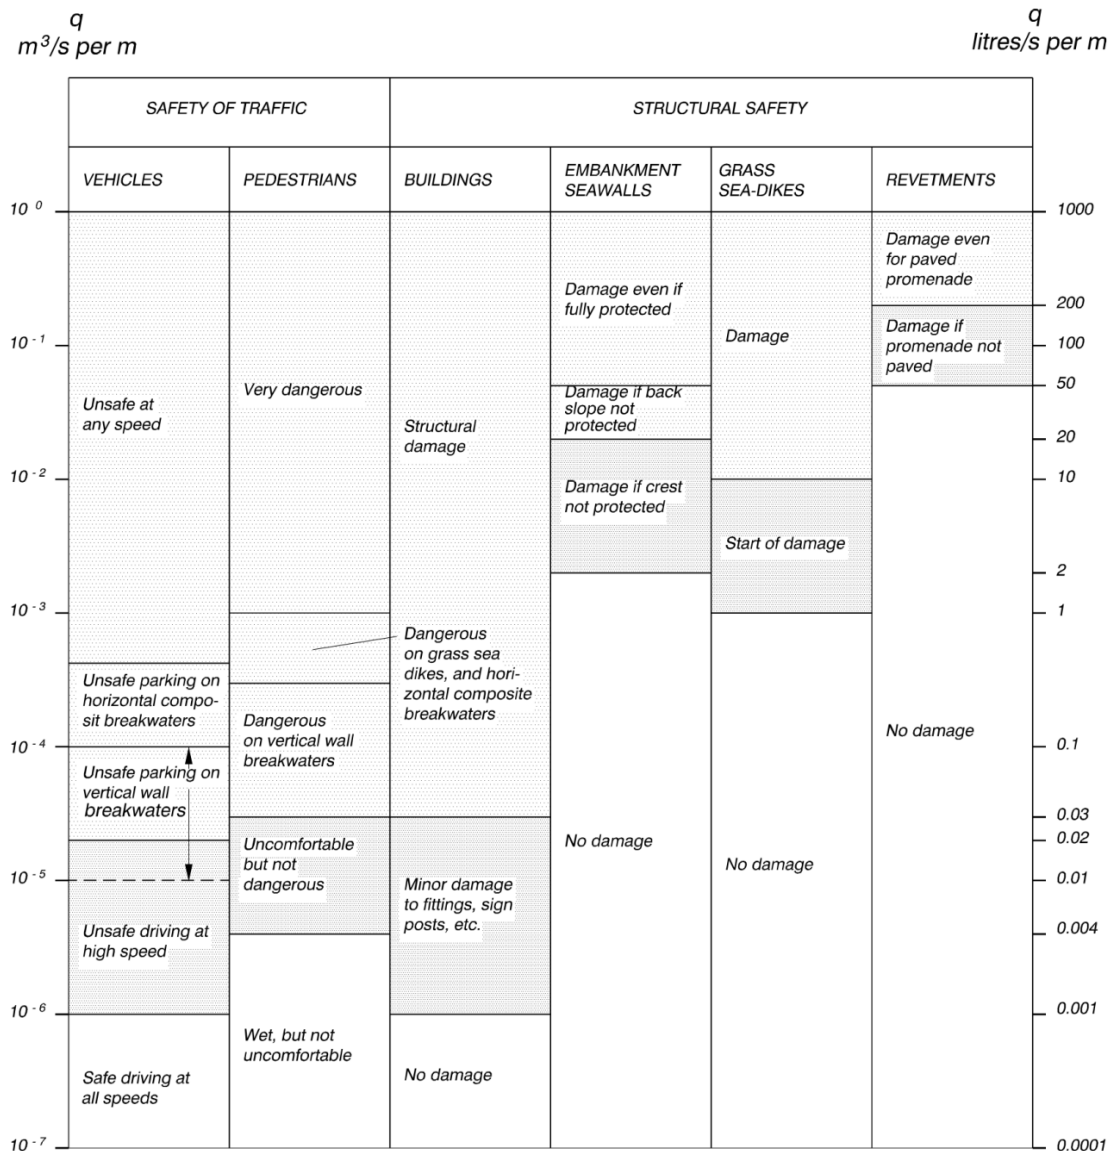 q
m³/s per m
q
litres/s per m
SAFETY OF TRAFFIC
STRUCTURAL SAFETY
VEHICLES
PEDESTRIANS
BUILDINGS
EMBANKMENT
SEAWALLS
GRASS
SEA-DIKES
REVETMENTS
10⁰
10⁻¹
10⁻²
10⁻³
10⁻⁴
10⁻⁵
10⁻⁶
10⁻⁷
Unsafe at
any speed
Unsafe parking on
horizontal compo-
sit breakwaters
Unsafe parking on
vertical wall
breakwaters
Unsafe driving at
high speed
Safe driving at
all speeds
Very dangerous
Dangerous
on grass sea
dikes, and hori-
zontal composite
breakwaters
Dangerous
on vertical wall
breakwaters
Uncomfortable
but not
dangerous
Wet, but not
uncomfortable
Structural
damage
Minor damage
to fittings, sign
posts, etc.
No damage
Damage even if
fully protected
Damage if back
slope not
protected
Damage if crest
not protected
No damage
Damage
Start of damage
No damage
Damage even
for paved
promenade
Damage if
promenade not
paved
No damage
1000
200
100
50
20
10
2
1
0.1
0.03
0.02
0.01
0.004
0.001
0.0001